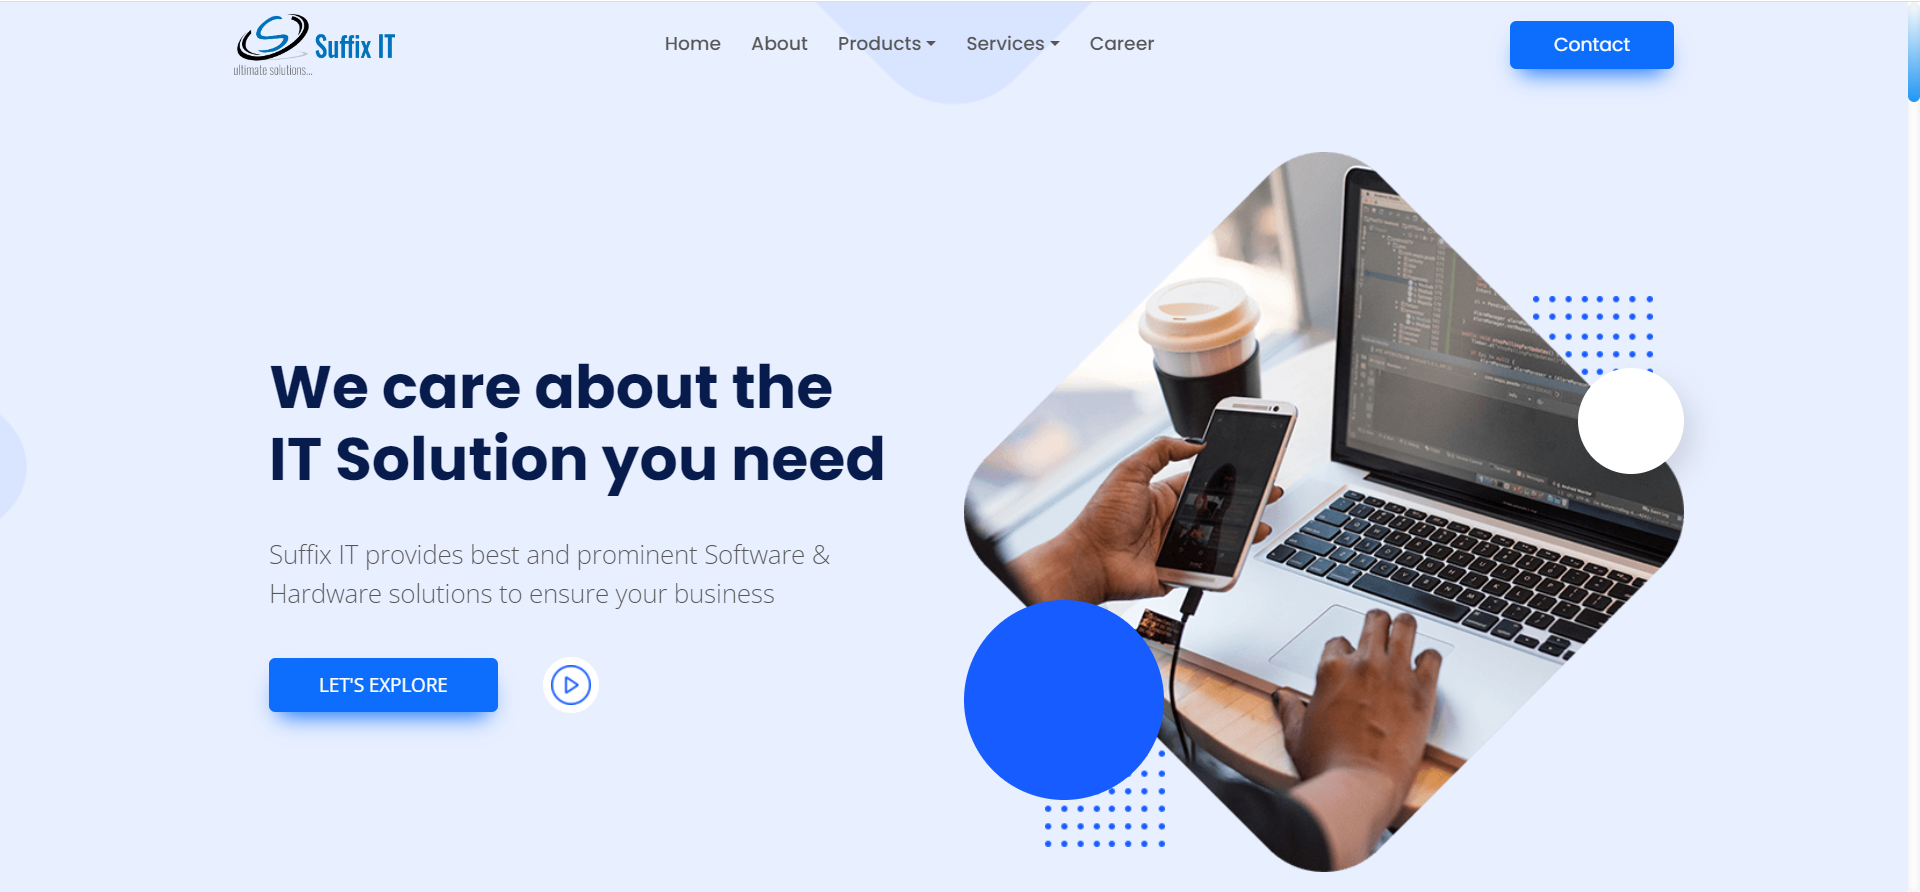 Suffix IT
ultimate solutions...
Home About Products Services Career
Contact
We care about the
IT Solution you need
Suffix IT provides best and prominent Software &
Hardware solutions to ensure your business
LET'S EXPLORE